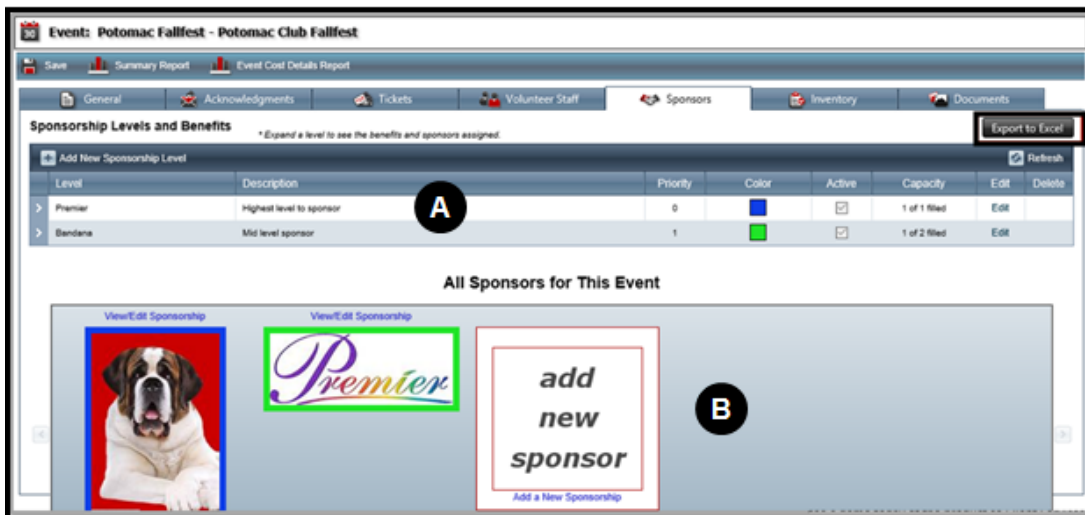 Event: Potomac Fallfest - Potomac Club Fallfest
Save Summary Report Event Cost Details Report
General Acknowledgments Tickets Volunteer Staff Sponsors Inventory Documents
Sponsorship Levels and Benefits * Expand a level to see the benefits and sponsors assigned. Export to Excel
Add New Sponsorship Level Refresh
Level Description Priority Color Active Capacity Edit Delete
Premier Highest level to sponsor 0 1 of 1 filled Edit
Bandana Mid level sponsor 1 1 of 2 filled Edit
A
All Sponsors for This Event
View/Edit Sponsorship View/Edit Sponsorship
Premier
add
new
sponsor
Add a New Sponsorship
B